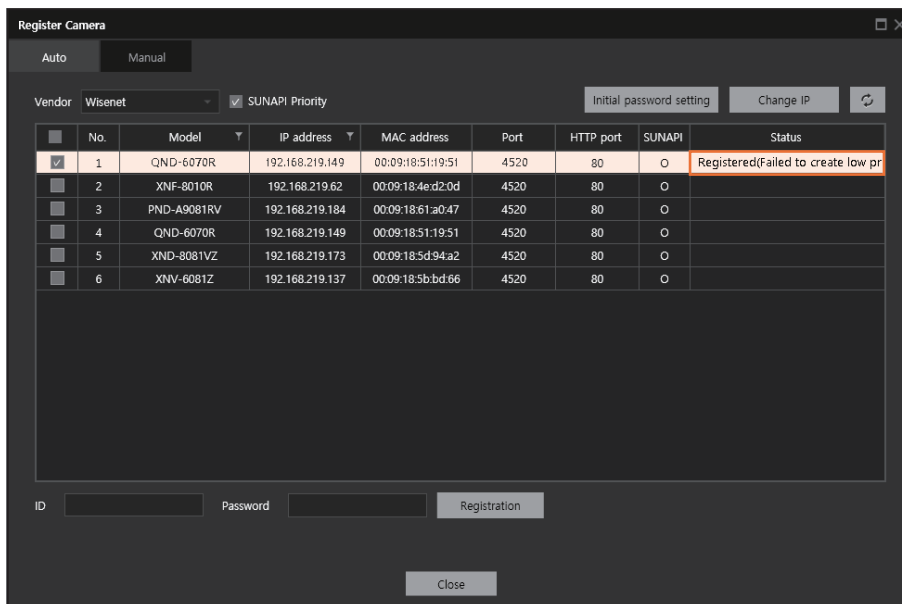 Register Camera
Auto Manual
Vendor Wisenet SUNAPI Priority Initial password setting Change IP
No. Model IP address MAC address Port HTTP port SUNAPI Status
1 QND-6070R 192.168.219.149 00:09:18:51:19:51 4520 80 O Registered(Failed to create low pr
2 XNF-8010R 192.168.219.62 00:09:18:4e:d2:0d 4520 80 O
3 PND-A9081RV 192.168.219.184 00:09:18:61:a0:47 4520 80 O
4 QND-6070R 192.168.219.149 00:09:18:51:19:51 4520 80 O
5 XND-8081VZ 192.168.219.173 00:09:18:5d:94:a2 4520 80 O
6 XNV-6081Z 192.168.219.137 00:09:18:5b:bd:66 4520 80 O
ID Password Registration
Close